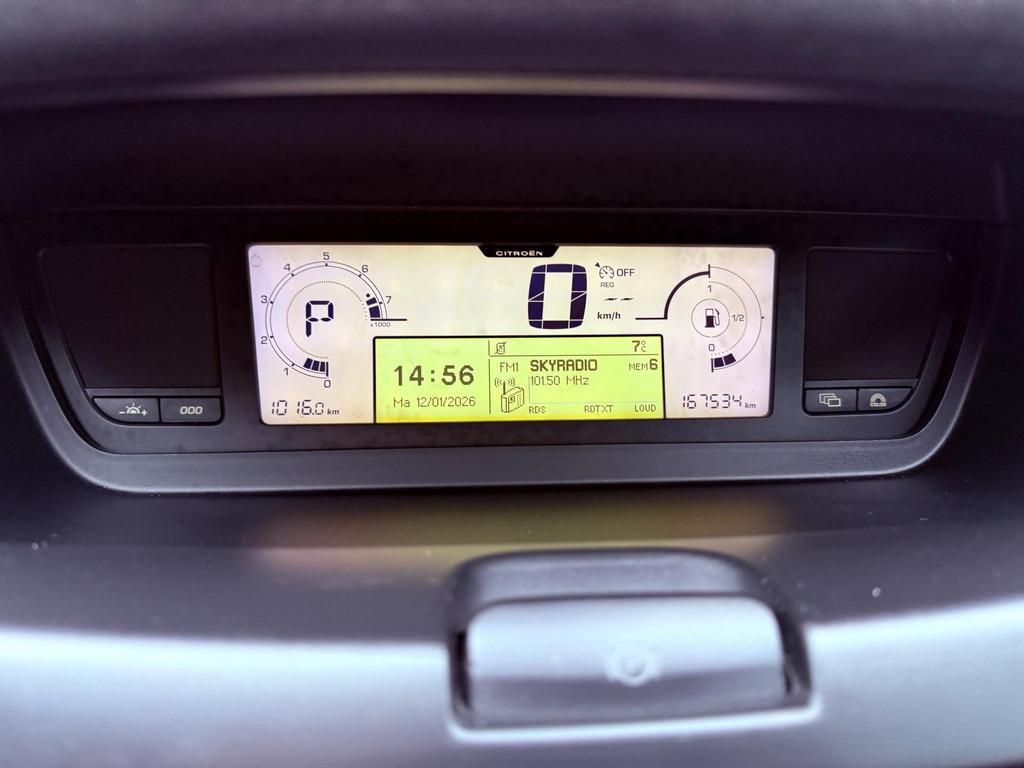 CITROËN
5
4
6
3
7
2
x1000
1
0
P
1016.0 km
0
OFF
REG
-- --
km/h
14:56
Ma 12/01/2026
7°C
FM1 SKYRADIO MEM6
101.50 MHz
RDS RDTXT LOUD
1
1/2
0
167534 km
000
COLOR